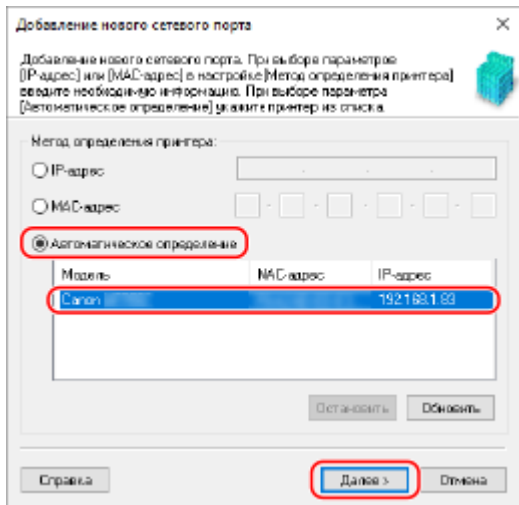 Добавление нового сетевого порта
Добавление нового сетевого порта. При выборе параметров
[IP-адрес] или [MAC-адрес] в настройке [Метод определения принтера]
введите необходимую информацию. При выборе параметра
[Автоматическое определение] укажите принтер из списка.
Метод определения принтера:
IP-адрес
MAC-адрес
Автоматическое определение
Модель MAC-адрес IP-адрес
Canon 192.168.1.83
Остановить Обновить
Справка Далее > Отмена